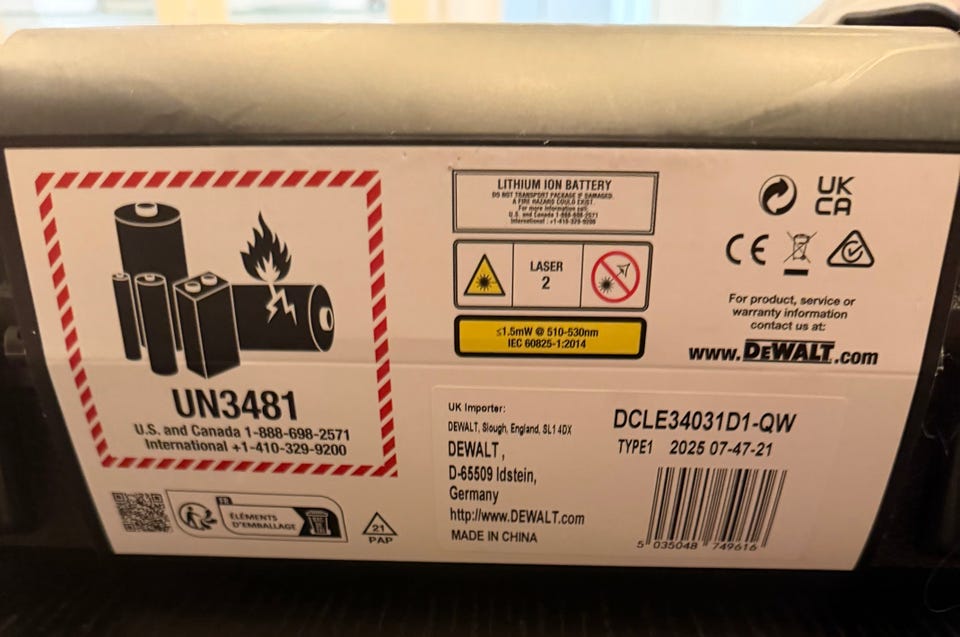 UN3481
U.S. and Canada 1-888-698-2571
International +1-410-329-9200
FR
ÉLÉMENTS
D'EMBALLAGE
21
PAP
LITHIUM ION BATTERY
DO NOT TRANSPORT PACKAGE IF DAMAGED.
A FIRE HAZARD COULD EXIST.
For more information call:
U.S. and Canada 1-888-698-2571
International : +1-410-329-9200
LASER
2
≤1.5mW @ 510-530nm
IEC 60825-1:2014
UK
CA
CE
For product, service or
warranty information
contact us at:
www.DEWALT.com
UK Importer:
DEWALT, Slough, England, SL1 4DX
DEWALT,
D-65509 Idstein,
Germany
http://www.DEWALT.com
MADE IN CHINA
DCLE34031D1-QW
TYPE1 2025 07-47-21
5 035048 749616